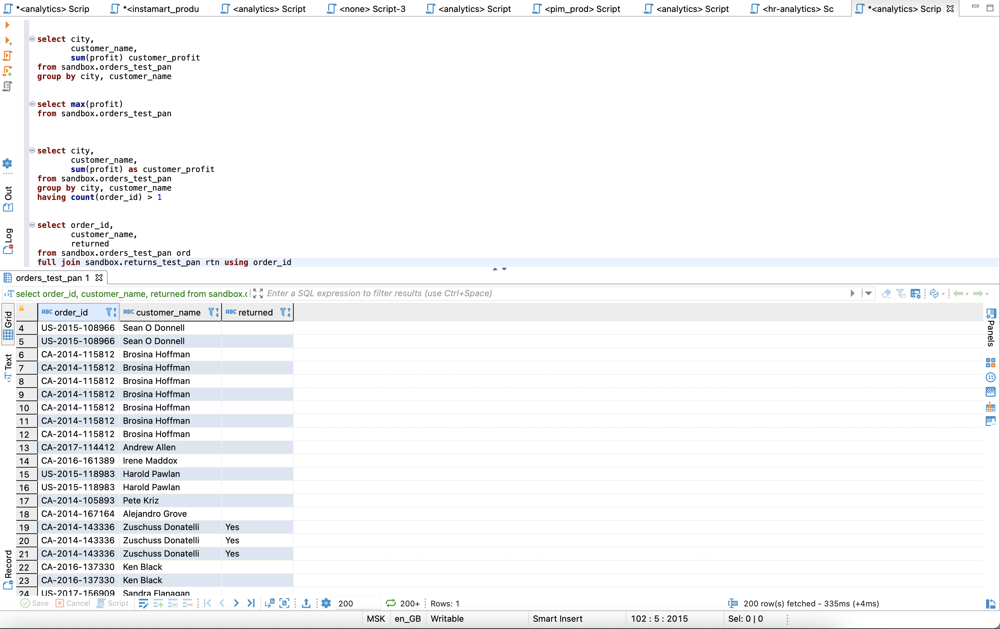 *<analytics> Scrip *<instamart_produ <analytics> Script <none> Script-3 <analytics> Script <pim_prod> Script <analytics> Script <hr-analytics> Sc *<analytics> Scrip
select city,
customer_name,
sum(profit) customer_profit
from sandbox.orders_test_pan
group by city, customer_name
select max(profit)
from sandbox.orders_test_pan
select city,
customer_name,
sum(profit) as customer_profit
from sandbox.orders_test_pan
group by city, customer_name
having count(order_id) > 1
select order_id,
customer_name,
returned
from sandbox.orders_test_pan ord
full join sandbox.returns_test_pan rtn using order_id
Out
Log
orders_test_pan 1
select order_id, customer_name, returned from sandbox.c Enter a SQL expression to filter results (use Ctrl+Space)
Grid
Text
Record
Panels
ABC order_id ABC customer_name ABC returned
4 US-2015-108966 Sean O Donnell
5 US-2015-108966 Sean O Donnell
6 CA-2014-115812 Brosina Hoffman
7 CA-2014-115812 Brosina Hoffman
8 CA-2014-115812 Brosina Hoffman
9 CA-2014-115812 Brosina Hoffman
10 CA-2014-115812 Brosina Hoffman
11 CA-2014-115812 Brosina Hoffman
12 CA-2014-115812 Brosina Hoffman
13 CA-2017-114412 Andrew Allen
14 CA-2016-161389 Irene Maddox
15 US-2015-118983 Harold Pawlan
16 US-2015-118983 Harold Pawlan
17 CA-2014-105893 Pete Kriz
18 CA-2014-167164 Alejandro Grove
19 CA-2014-143336 Zuschuss Donatelli Yes
20 CA-2014-143336 Zuschuss Donatelli Yes
21 CA-2014-143336 Zuschuss Donatelli Yes
22 CA-2016-137330 Ken Black
23 CA-2016-137330 Ken Black
24 US-2017-156909 Sandra Flanagan
Save Cancel Script 200 200+ Rows: 1 200 row(s) fetched - 335ms (+4ms)
MSK en_GB Writable Smart Insert 102 : 5 : 2015 Sel: 0 | 0